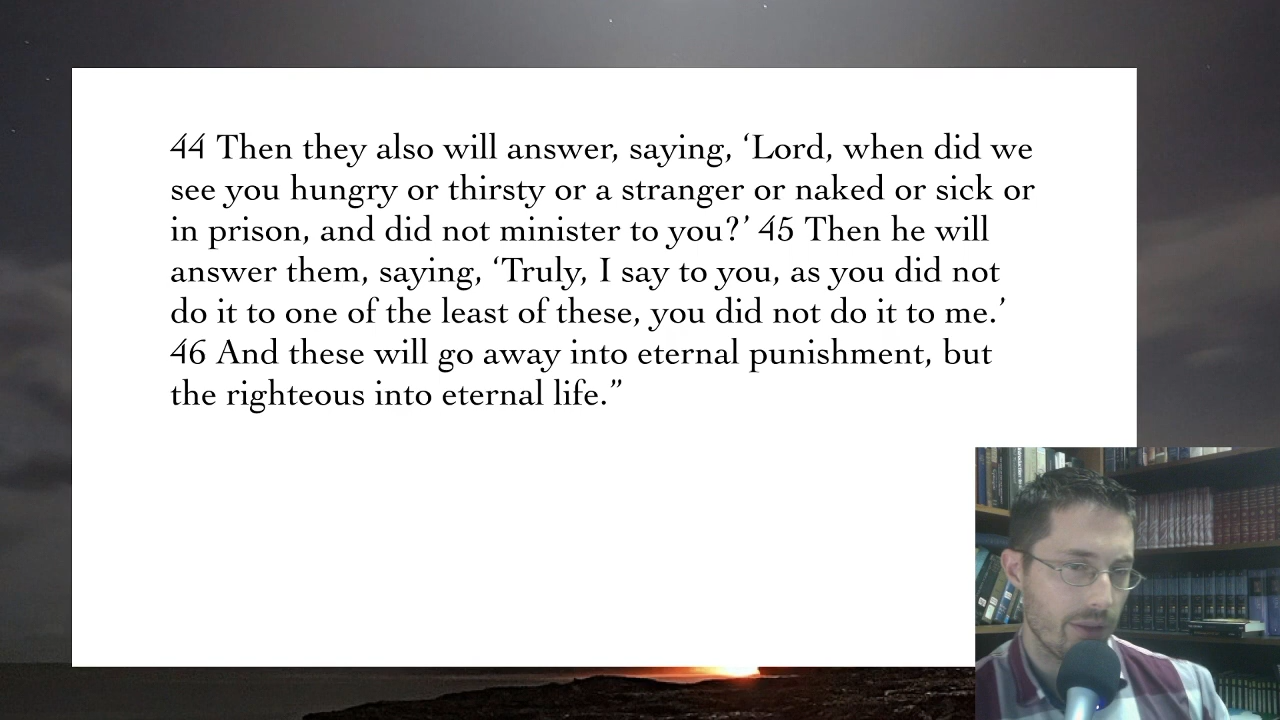 44 Then they also will answer, saying, ‘Lord, when did we
see you hungry or thirsty or a stranger or naked or sick or
in prison, and did not minister to you?’ 45 Then he will
answer them, saying, ‘Truly, I say to you, as you did not
do it to one of the least of these, you did not do it to me.’
46 And these will go away into eternal punishment, but
the righteous into eternal life.”